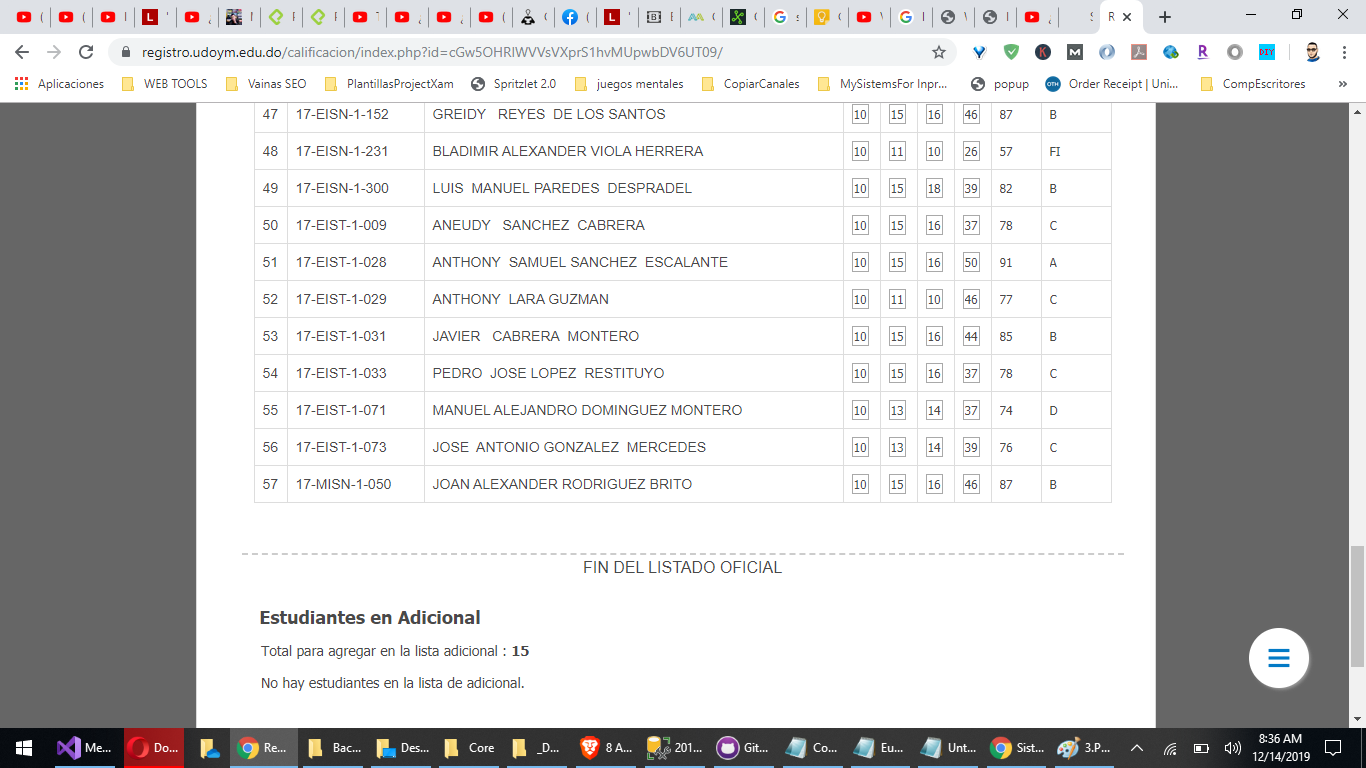 registro.udoym.edu.do/calificacion/index.php?id=cGw5OHRlWVVsVXprS1hvMUpwbDV6UT09/
Aplicaciones WEB TOOLS Vainas SEO PlantillasProjectXam Spritzlet 2.0 juegos mentales CopiarCanales MySistemsFor Inpr... popup Order Receipt | Uni... CompEscritores »
47 17-EISN-1-152 GREIDY REYES DE LOS SANTOS 10 15 16 46 87 B
48 17-EISN-1-231 BLADIMIR ALEXANDER VIOLA HERRERA 10 11 10 26 57 FI
49 17-EISN-1-300 LUIS MANUEL PAREDES DESPRADEL 10 15 18 39 82 B
50 17-EIST-1-009 ANEUDY SANCHEZ CABRERA 10 15 16 37 78 C
51 17-EIST-1-028 ANTHONY SAMUEL SANCHEZ ESCALANTE 10 15 16 50 91 A
52 17-EIST-1-029 ANTHONY LARA GUZMAN 10 11 10 46 77 C
53 17-EIST-1-031 JAVIER CABRERA MONTERO 10 15 16 44 85 B
54 17-EIST-1-033 PEDRO JOSE LOPEZ RESTITUYO 10 15 16 37 78 C
55 17-EIST-1-071 MANUEL ALEJANDRO DOMINGUEZ MONTERO 10 13 14 37 74 D
56 17-EIST-1-073 JOSE ANTONIO GONZALEZ MERCEDES 10 13 14 39 76 C
57 17-MISN-1-050 JOAN ALEXANDER RODRIGUEZ BRITO 10 15 16 46 87 B
FIN DEL LISTADO OFICIAL
Estudiantes en Adicional
Total para agregar en la lista adicional : 15
No hay estudiantes en la lista de adicional.
Me... Do... Re... Bac... Des... Core _D... 8 A... 201... Git... Co... Eu... Unt... Sist... 3.P... 8:36 AM
12/14/2019